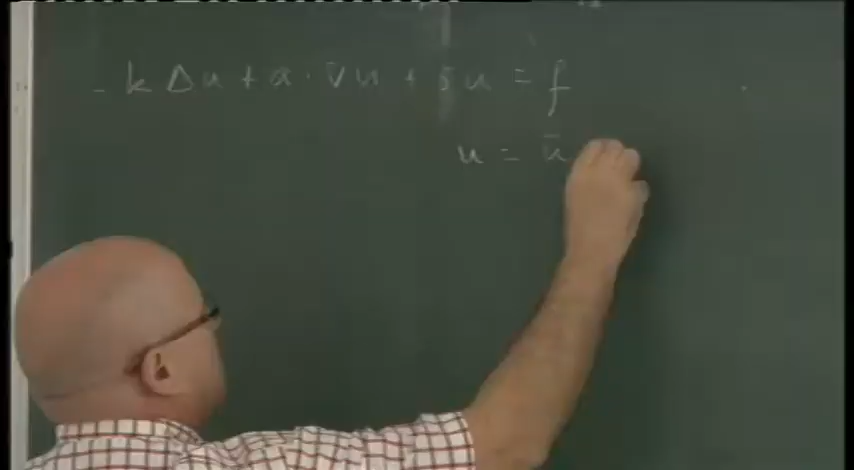 - k Δu + a · ∇u + su = f
u = ū